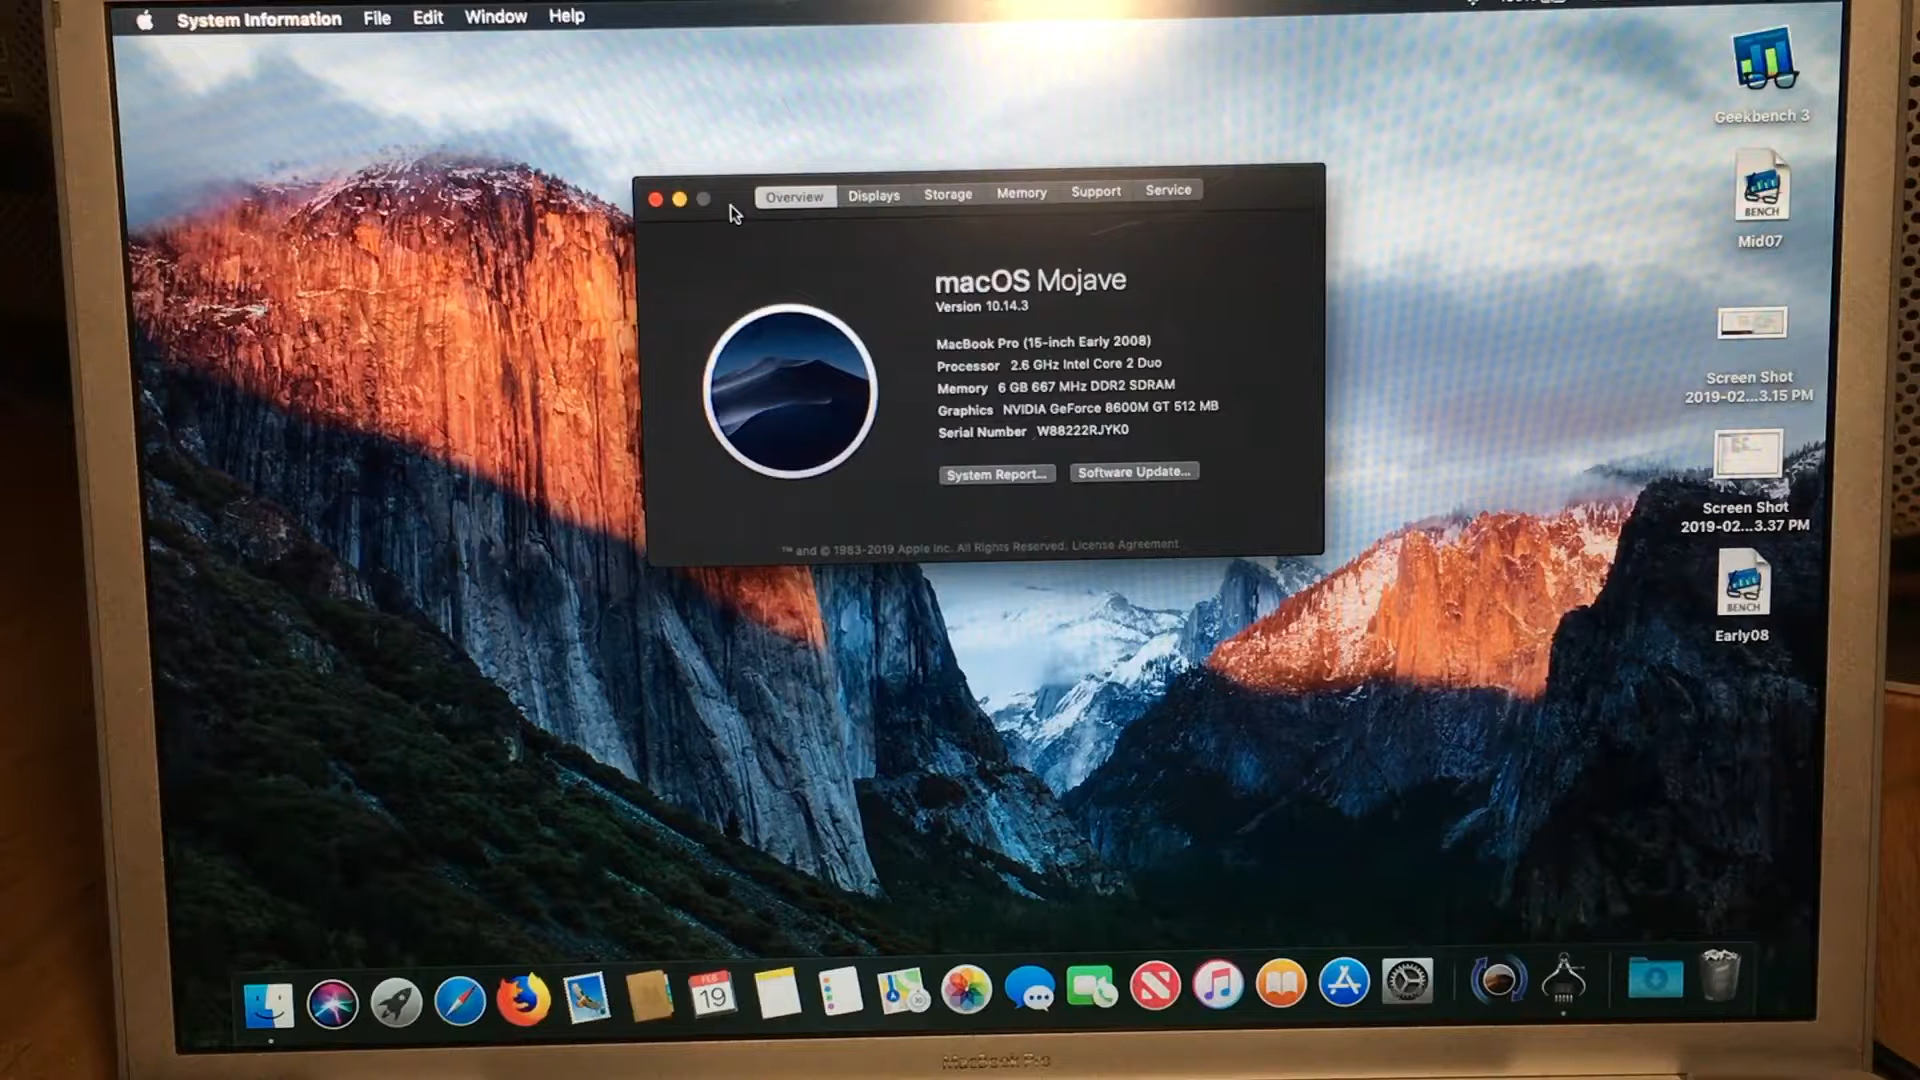 System Information File Edit Window Help
Geekbench 3
BENCH
Mid07
Screen Shot
2019-02...3.15 PM
Screen Shot
2019-02...3.37 PM
BENCH
Early08
Overview Displays Storage Memory Support Service
macOS Mojave
Version 10.14.3
MacBook Pro (15-inch Early 2008)
Processor 2.6 GHz Intel Core 2 Duo
Memory 6 GB 667 MHz DDR2 SDRAM
Graphics NVIDIA GeForce 8600M GT 512 MB
Serial Number W88222RJYK0
System Report... Software Update...
™ and © 1983-2019 Apple Inc. All Rights Reserved. License Agreement
FEB
19
MacBook Pro